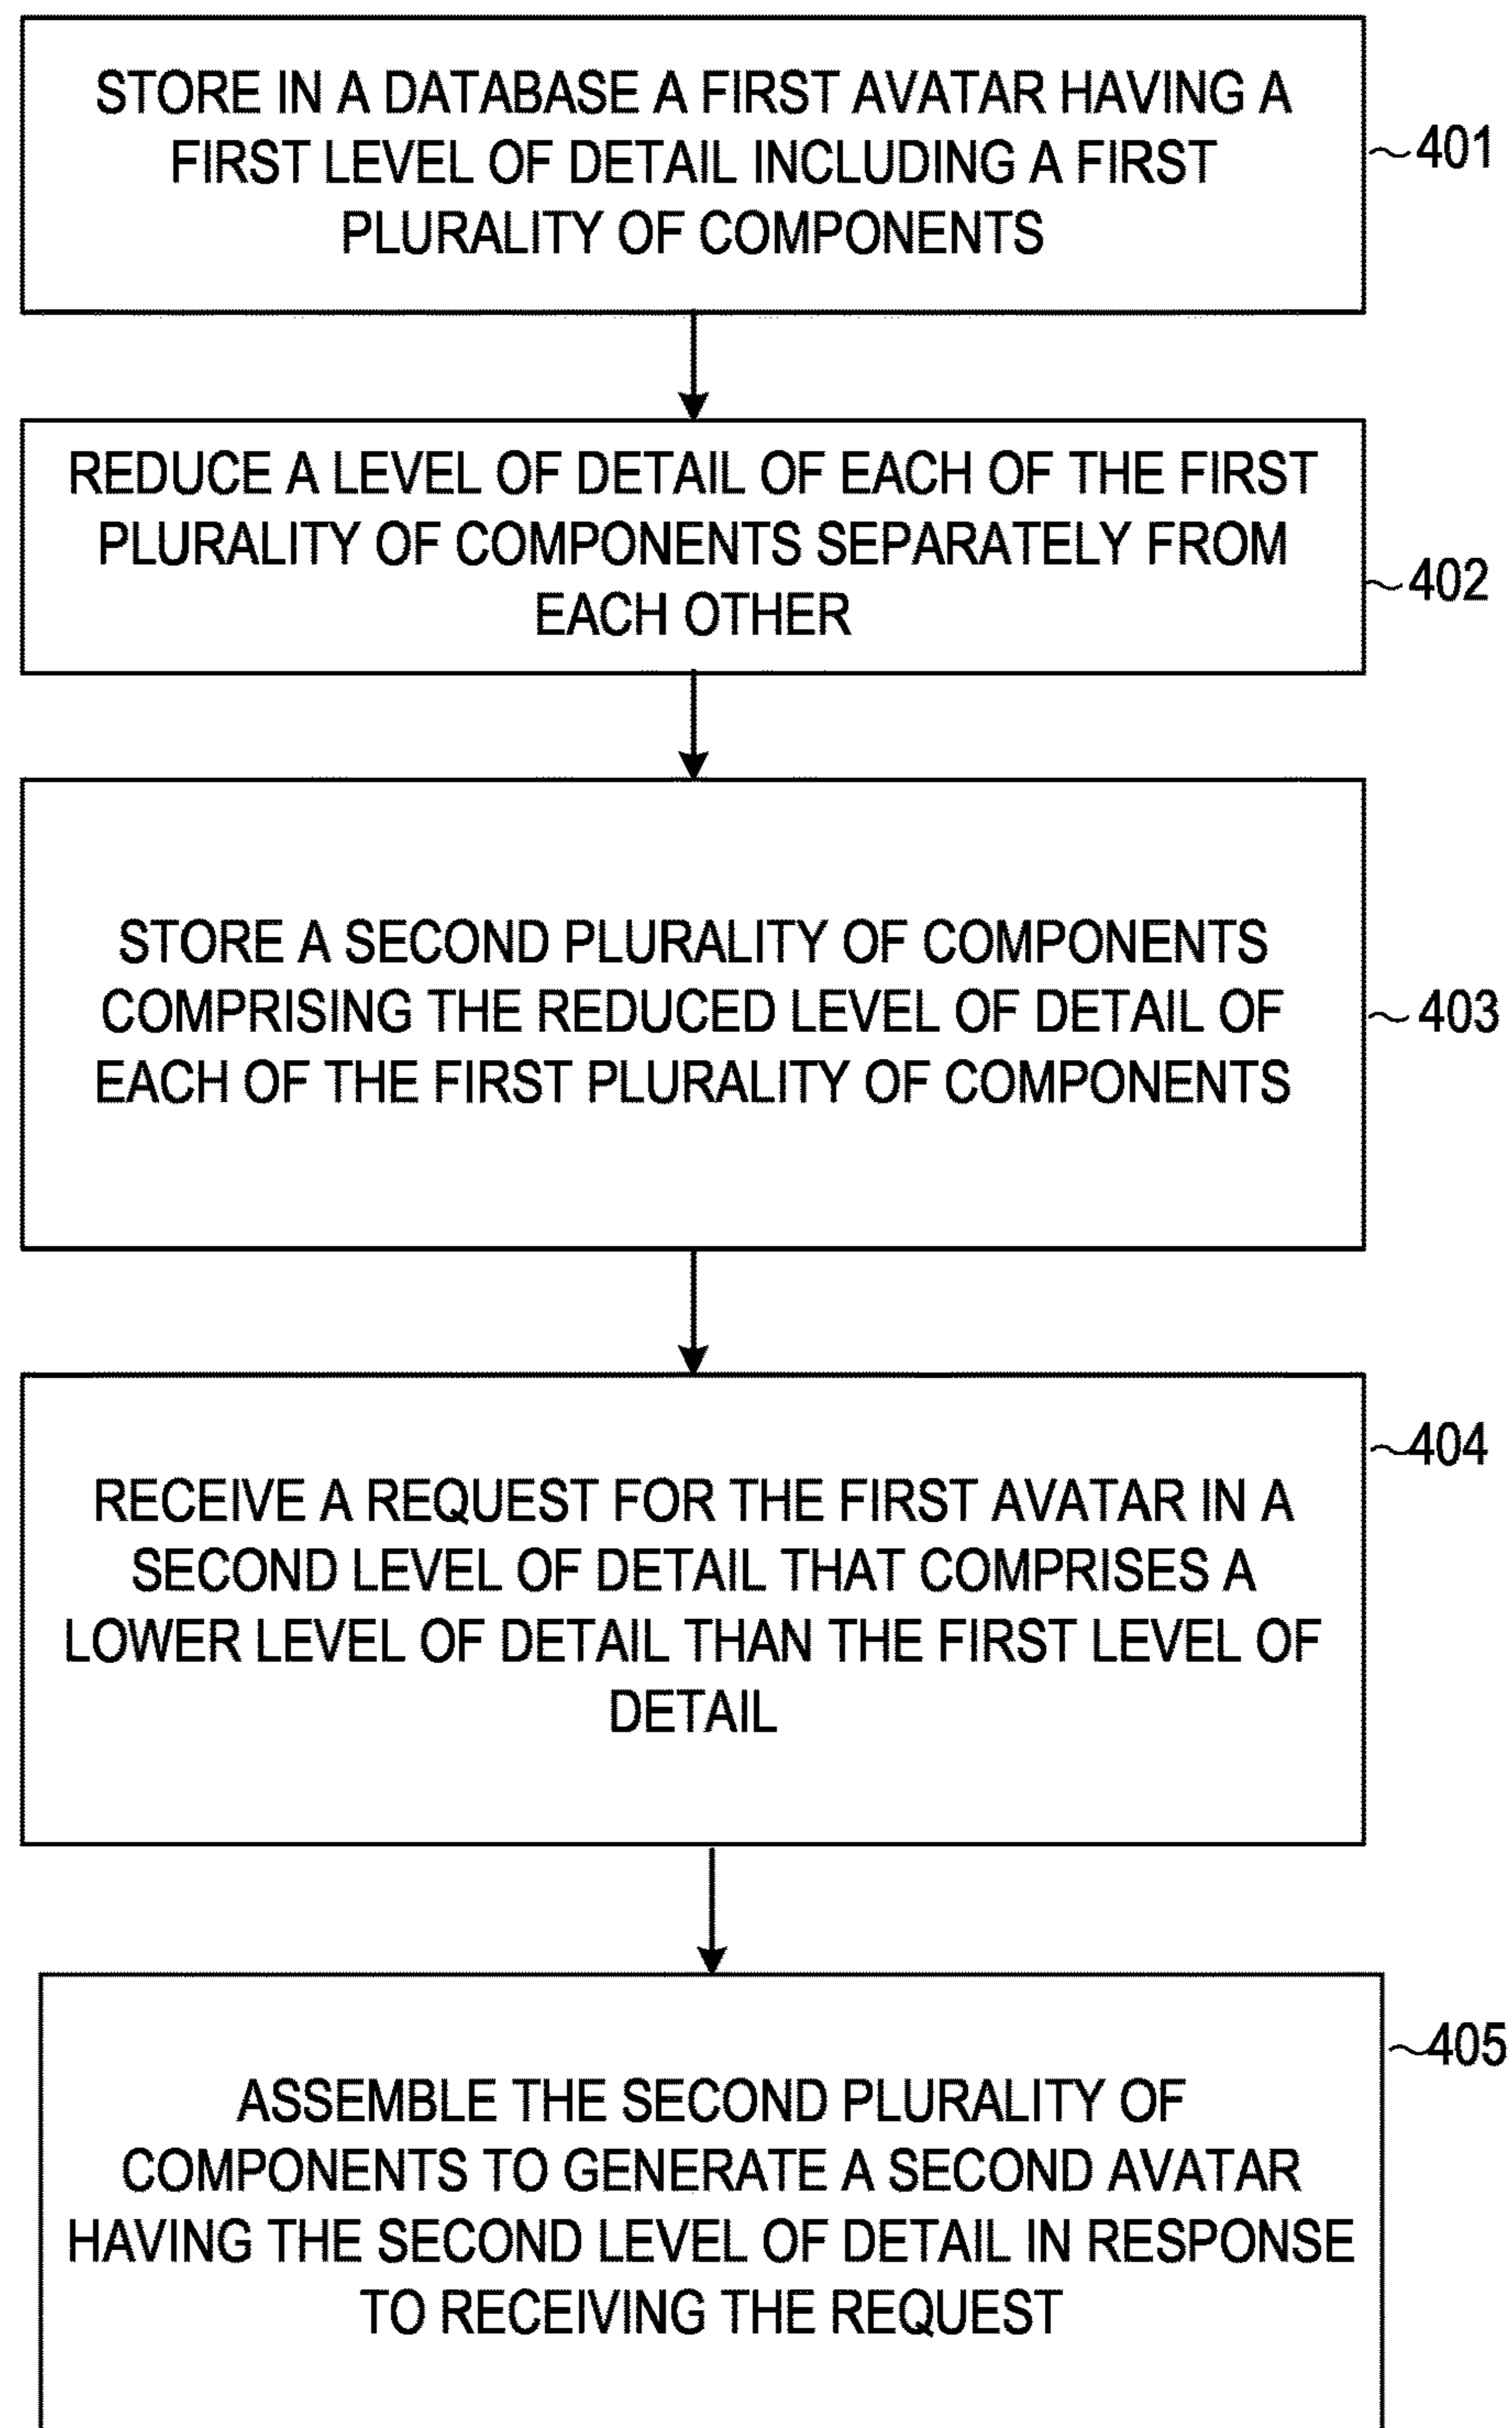 STORE IN A DATABASE A FIRST AVATAR HAVING A
FIRST LEVEL OF DETAIL INCLUDING A FIRST
PLURALITY OF COMPONENTS
401
REDUCE A LEVEL OF DETAIL OF EACH OF THE FIRST
PLURALITY OF COMPONENTS SEPARATELY FROM
EACH OTHER
402
STORE A SECOND PLURALITY OF COMPONENTS
COMPRISING THE REDUCED LEVEL OF DETAIL OF
EACH OF THE FIRST PLURALITY OF COMPONENTS
403
RECEIVE A REQUEST FOR THE FIRST AVATAR IN A
SECOND LEVEL OF DETAIL THAT COMPRISES A
LOWER LEVEL OF DETAIL THAN THE FIRST LEVEL OF
DETAIL
404
ASSEMBLE THE SECOND PLURALITY OF
COMPONENTS TO GENERATE A SECOND AVATAR
HAVING THE SECOND LEVEL OF DETAIL IN RESPONSE
TO RECEIVING THE REQUEST
405